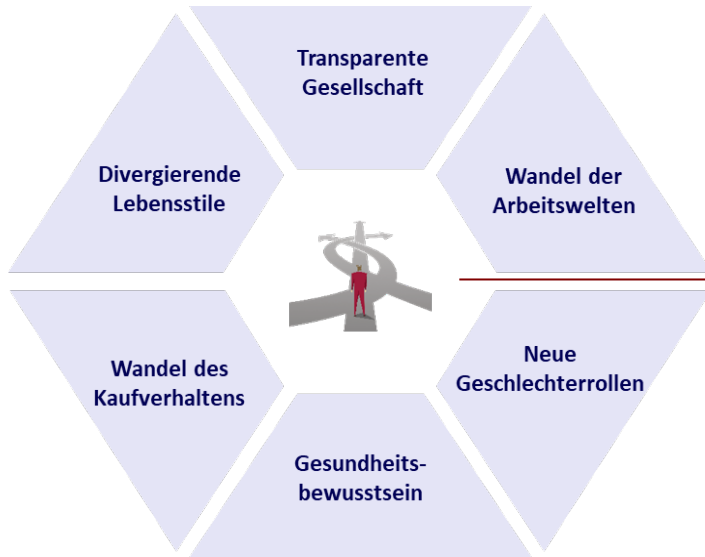 Transparente
Gesellschaft
Divergierende
Lebensstile
Wandel der
Arbeitswelten
Wandel des
Kaufverhaltens
Neue
Geschlechterrollen
Gesundheits-
bewusstsein